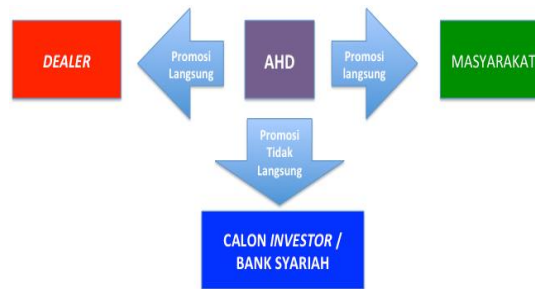 DEALER
Promosi
Langsung
AHD
Promosi
langsung
MASYARAKAT
Promosi
Tidak
Langsung
CALON INVESTOR /
BANK SYARIAH